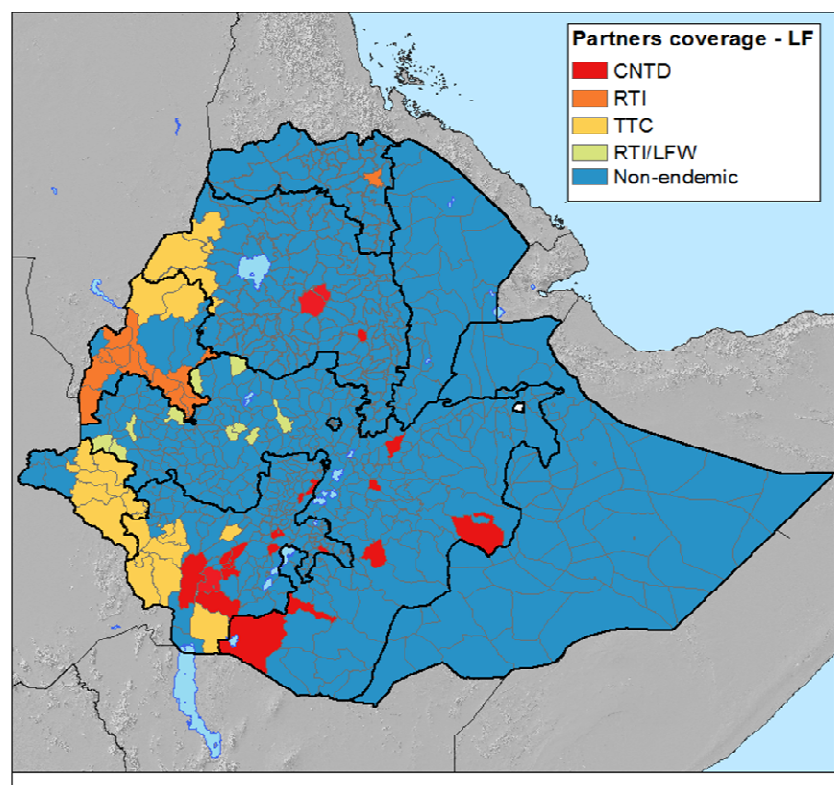 Partners coverage - LF
CNTD
RTI
TTC
RTI/LFW
Non-endemic